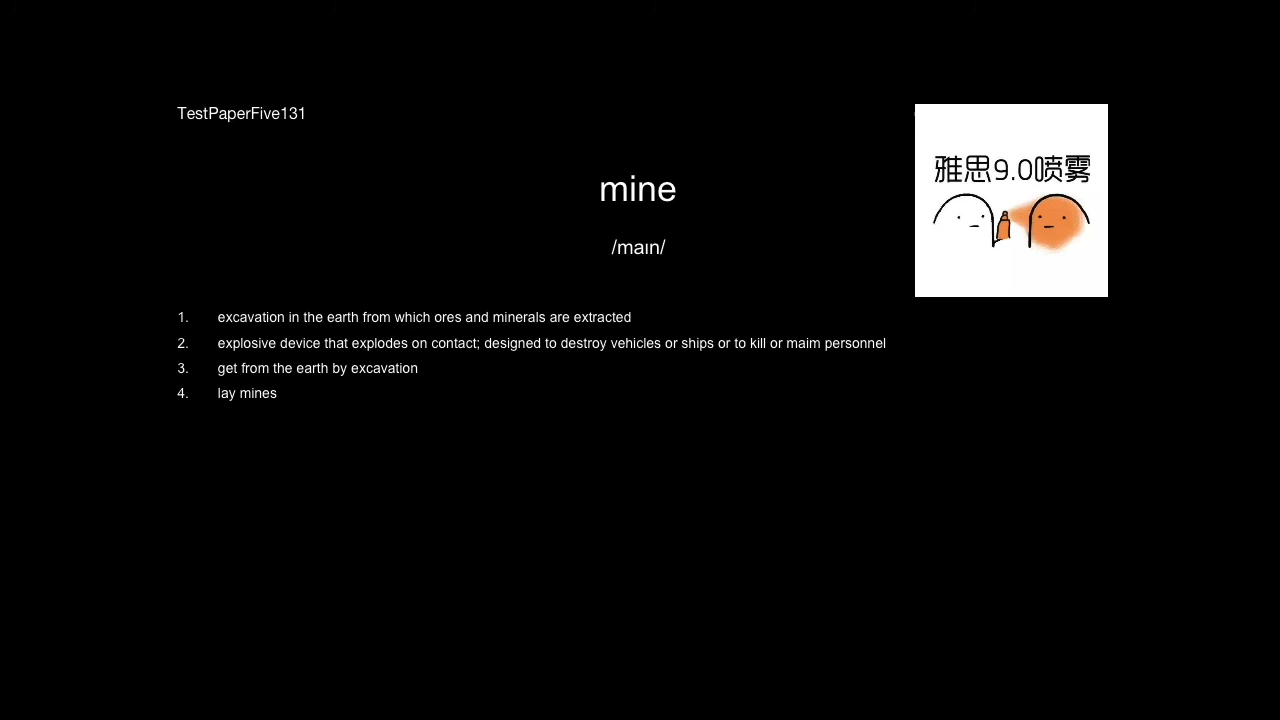 TestPaperFive131
雅思9.0喷雾
mine
/maɪn/
1. excavation in the earth from which ores and minerals are extracted
2. explosive device that explodes on contact; designed to destroy vehicles or ships or to kill or maim personnel
3. get from the earth by excavation
4. lay mines